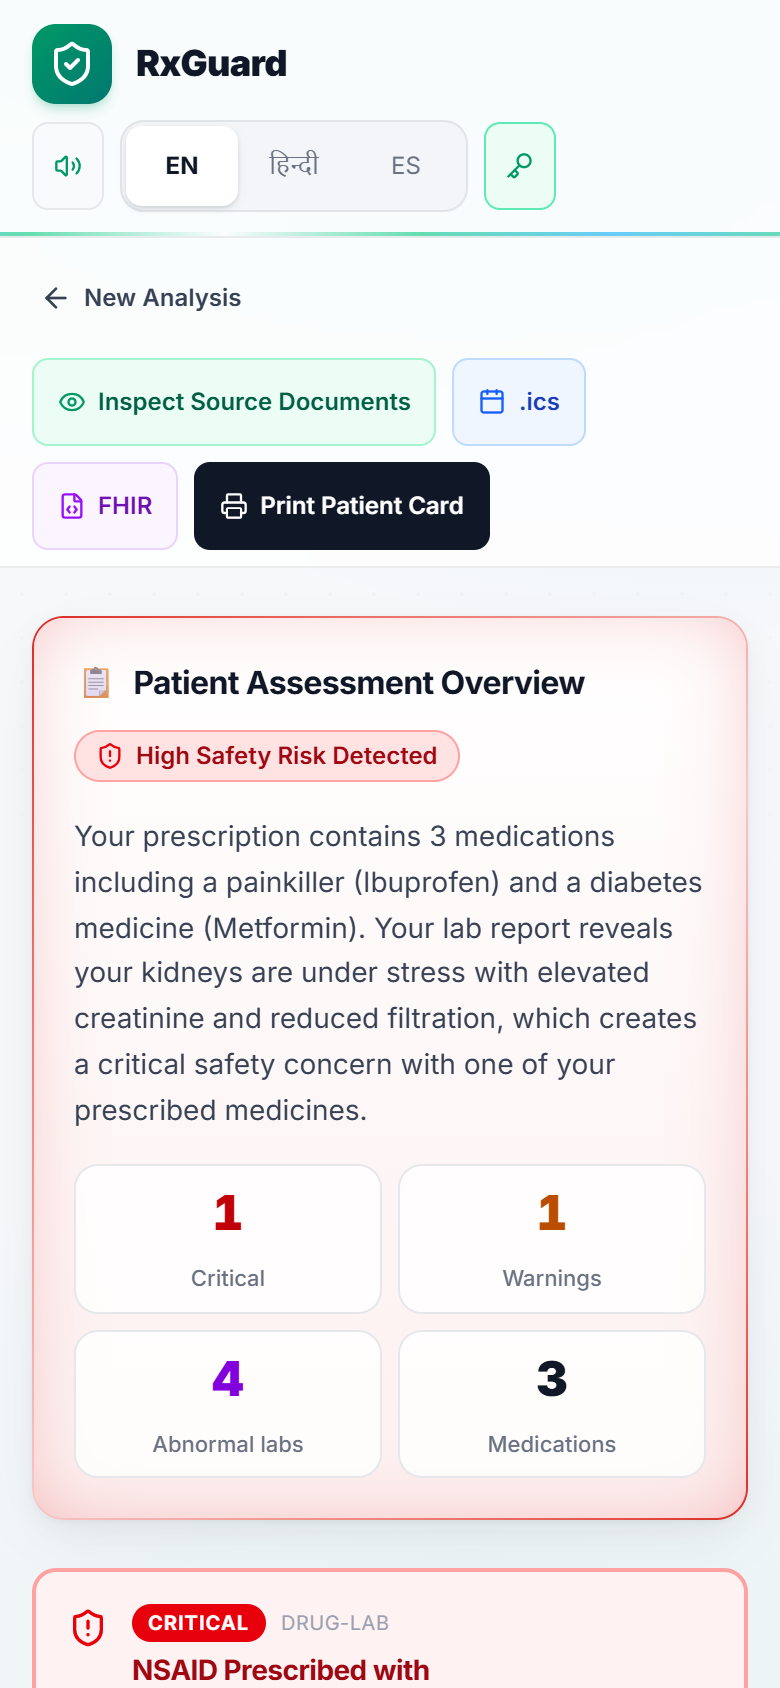 RxGuard
EN हिन्दी ES
New Analysis
Inspect Source Documents .ics
FHIR Print Patient Card
Patient Assessment Overview
High Safety Risk Detected
Your prescription contains 3 medications
including a painkiller (Ibuprofen) and a diabetes
medicine (Metformin). Your lab report reveals
your kidneys are under stress with elevated
creatinine and reduced filtration, which creates
a critical safety concern with one of your
prescribed medicines.
1 1
Critical Warnings
4 3
Abnormal labs Medications
CRITICAL DRUG-LAB
NSAID Prescribed with